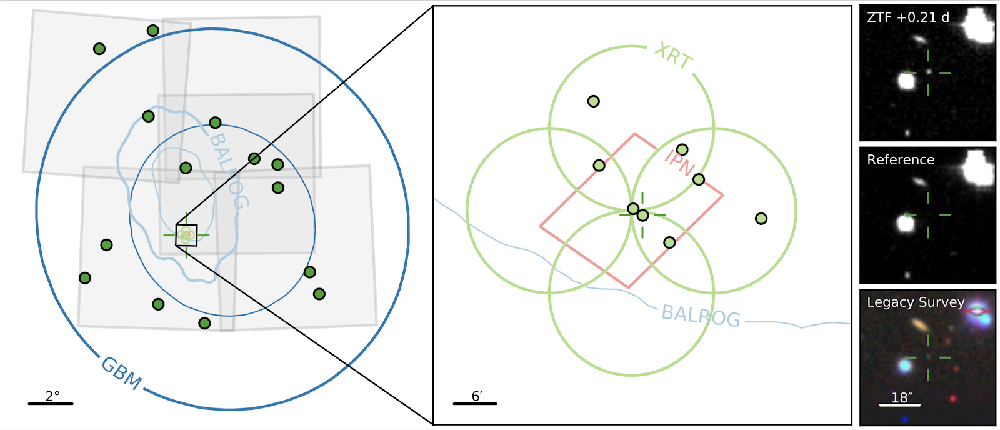 BALROG
GBM
2°
XRT
IPN
BALROG
6′
ZTF +0.21 d
Reference
Legacy Survey
18″